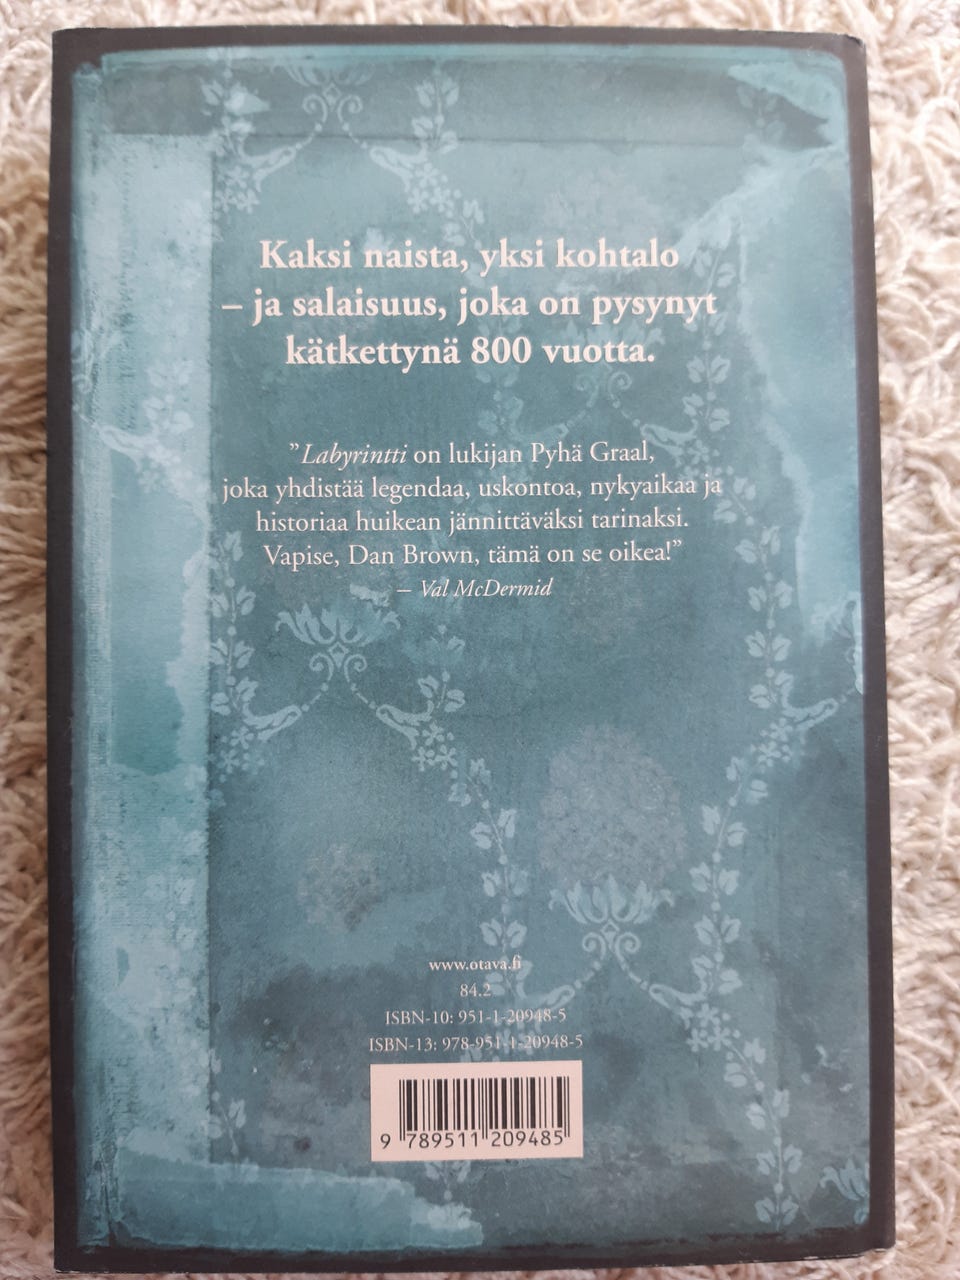 Kaksi naista, yksi kohtalo
– ja salaisuus, joka on pysynyt
kätkettynä 800 vuotta.
”Labyrintti on lukijan Pyhä Graal,
joka yhdistää legendaa, uskontoa, nykyaikaa ja
historiaa huikean jännittäväksi tarinaksi.
Vapise, Dan Brown, tämä on se oikea!”
– Val McDermid
www.otava.fi
84.2
ISBN-10: 951-1-20948-5
ISBN-13: 978-951-1-20948-5
9 789511 209485